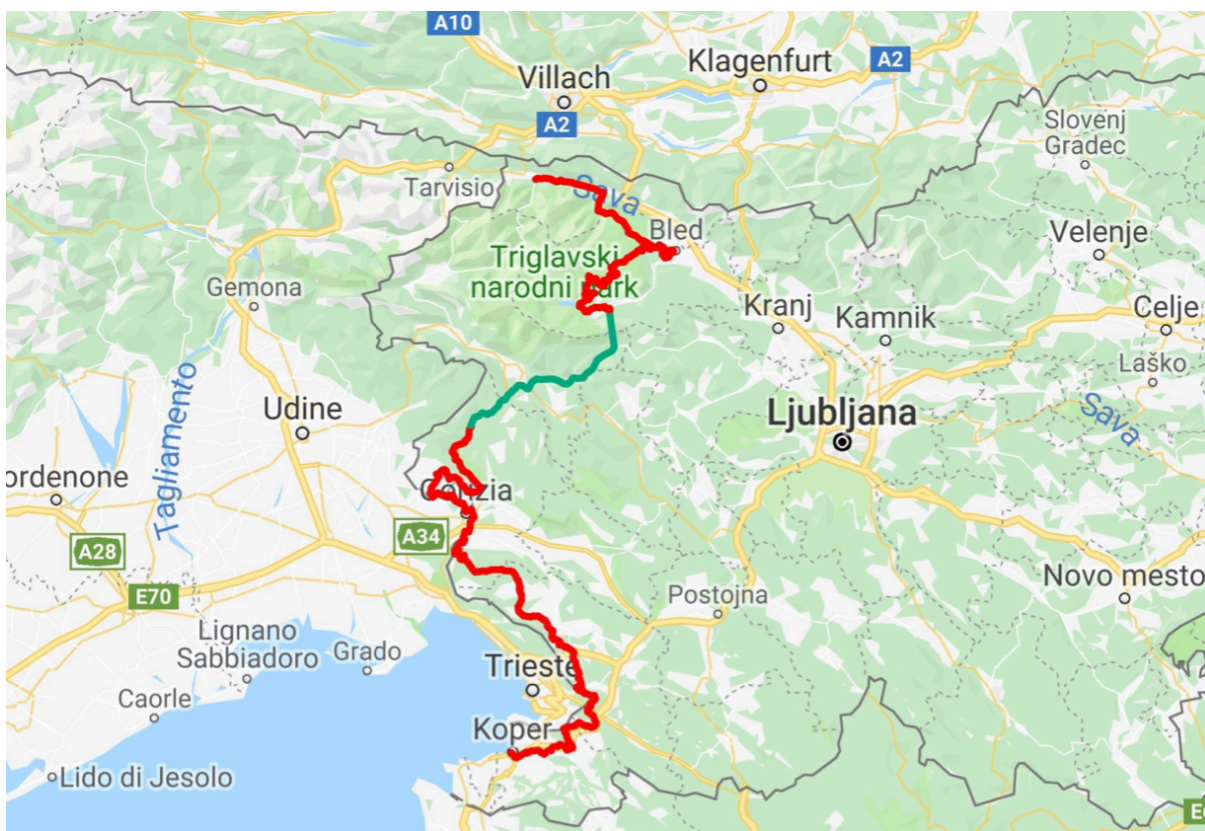 A10
Klagenfurt
A2
Villach
A2
Slovenj
Gradec
Tarvisio
Sava
Bled
Velenje
Triglavski
narodni park
Gemona
Kranj
Kamnik
Celje
Laško
Tagliamento
Udine
Ljubljana
Sava
ordenone
A34
A28
E70
Postojna
Novo mesto
Lignano
Sabbiadoro
Grado
Trieste
Caorle
Koper
Lido di Jesolo